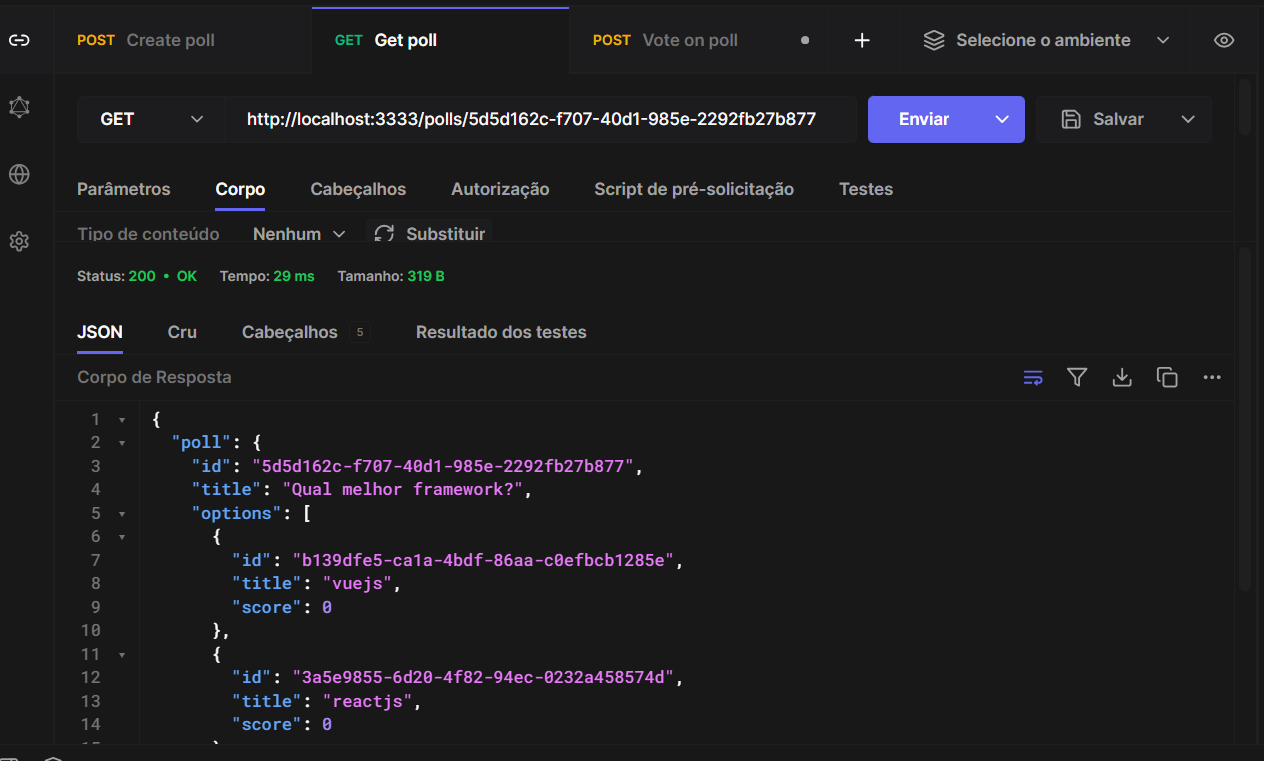 POST Create poll GET Get poll POST Vote on poll Selecione o ambiente
GET http://localhost:3333/polls/5d5d162c-f707-40d1-985e-2292fb27b877 Enviar Salvar
Parâmetros Corpo Cabeçalhos Autorização Script de pré-solicitação Testes
Tipo de conteúdo Nenhum Substituir
Status: 200 • OK Tempo: 29 ms Tamanho: 319 B
JSON Cru Cabeçalhos 5 Resultado dos testes
Corpo de Resposta
1 {
2 "poll": {
3 "id": "5d5d162c-f707-40d1-985e-2292fb27b877",
4 "title": "Qual melhor framework?",
5 "options": [
6 {
7 "id": "b139dfe5-ca1a-4bdf-86aa-c0efbcb1285e",
8 "title": "vuejs",
9 "score": 0
10 },
11 {
12 "id": "3a5e9855-6d20-4f82-94ec-0232a458574d",
13 "title": "reactjs",
14 "score": 0